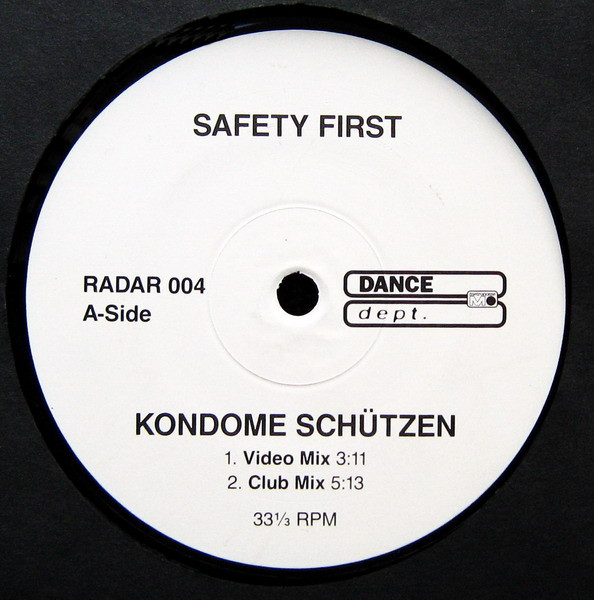 SAFETY FIRST
RADAR 004
A-Side
DANCE
dept.
M
KONDOME SCHÜTZEN
1. Video Mix 3:11
2. Club Mix 5:13
33⅓ RPM